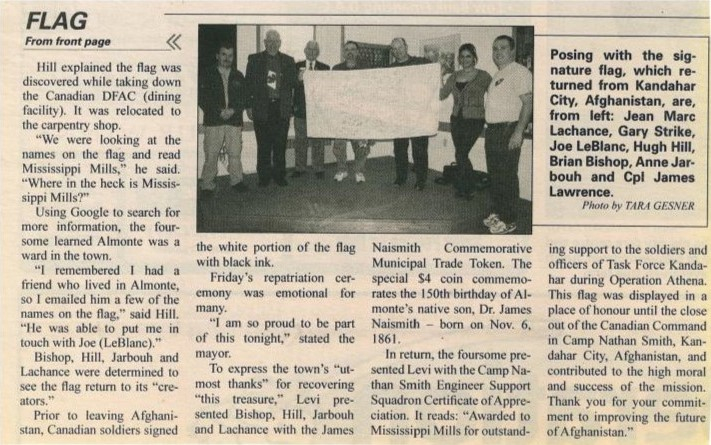 FLAG
From front page
Hill explained the flag was
discovered while taking down
the Canadian DFAC (dining
facility). It was relocated to
the carpentry shop.
"We were looking at the
names on the flag and read
Mississippi Mills," he said.
"Where in the heck is Missis-
sippi Mills?"
Using Google to search for
more information, the four-
some learned Almonte was a
ward in the town.
"I remembered I had a
friend who lived in Almonte,
so I emailed him a few of the
names on the flag," said Hill.
"He was able to put me in
touch with Joe (LeBlanc)."
Bishop, Hill, Jarbouh and
Lachance were determined to
see the flag return to its "cre-
ators."
Prior to leaving Afghani-
stan, Canadian soldiers signed
the white portion of the flag
with black ink.
Friday's repatriation cer-
emony was emotional for
many.
"I am so proud to be part
of this tonight," stated the
mayor.
To express the town's "ut-
most thanks" for recovering
"this treasure," Levi pre-
sented Bishop, Hill, Jarbouh
and Lachance with the James
Naismith Commemorative
Municipal Trade Token. The
special $4 coin commemo-
rates the 150th birthday of Al-
monte's native son, Dr. James
Naismith – born on Nov. 6,
1861.
In return, the foursome pre-
sented Levi with the Camp Na-
than Smith Engineer Support
Squadron Certificate of Appre-
ciation. It reads: "Awarded to
Mississippi Mills for outstand-
ing support to the soldiers and
officers of Task Force Kanda-
har during Operation Athena.
This flag was displayed in a
place of honour until the close
out of the Canadian Command
in Camp Nathan Smith, Kan-
dahar City, Afghanistan, and
contributed to the high moral
and success of the mission.
Thank you for your commit-
ment to improving the future
of Afghanistan."
Posing with the sig-
nature flag, which re-
turned from Kandahar
City, Afghanistan, are,
from left: Jean Marc
Lachance, Gary Strike,
Joe LeBlanc, Hugh Hill,
Brian Bishop, Anne Jar-
bouh and Cpl James
Lawrence.
Photo by TARA GESNER